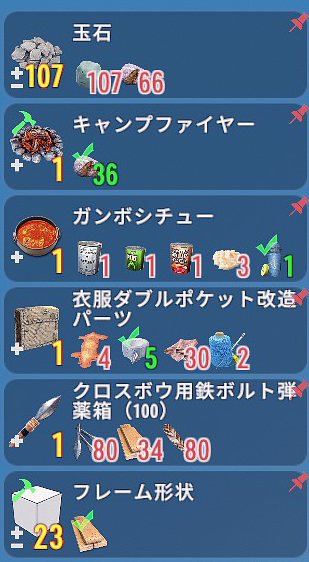 玉石
±107
107 66
キャンプファイヤー
+1
36
ガンボシチュー
+1
1 1 1 3 1
衣服ダブルポケット改造
パーツ
+1
4 5 30 2
クロスボウ用鉄ボルト弾
薬箱（100）
+1
80 34 80
フレーム形状
±23